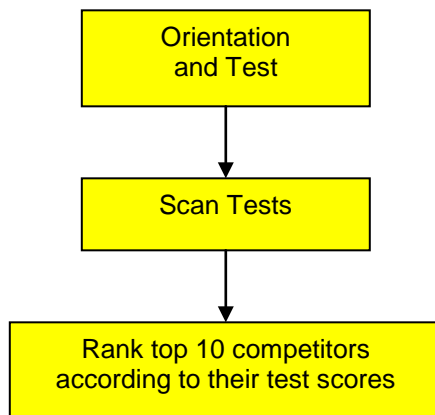 Orientation
and Test
Scan Tests
Rank top 10 competitors
according to their test scores